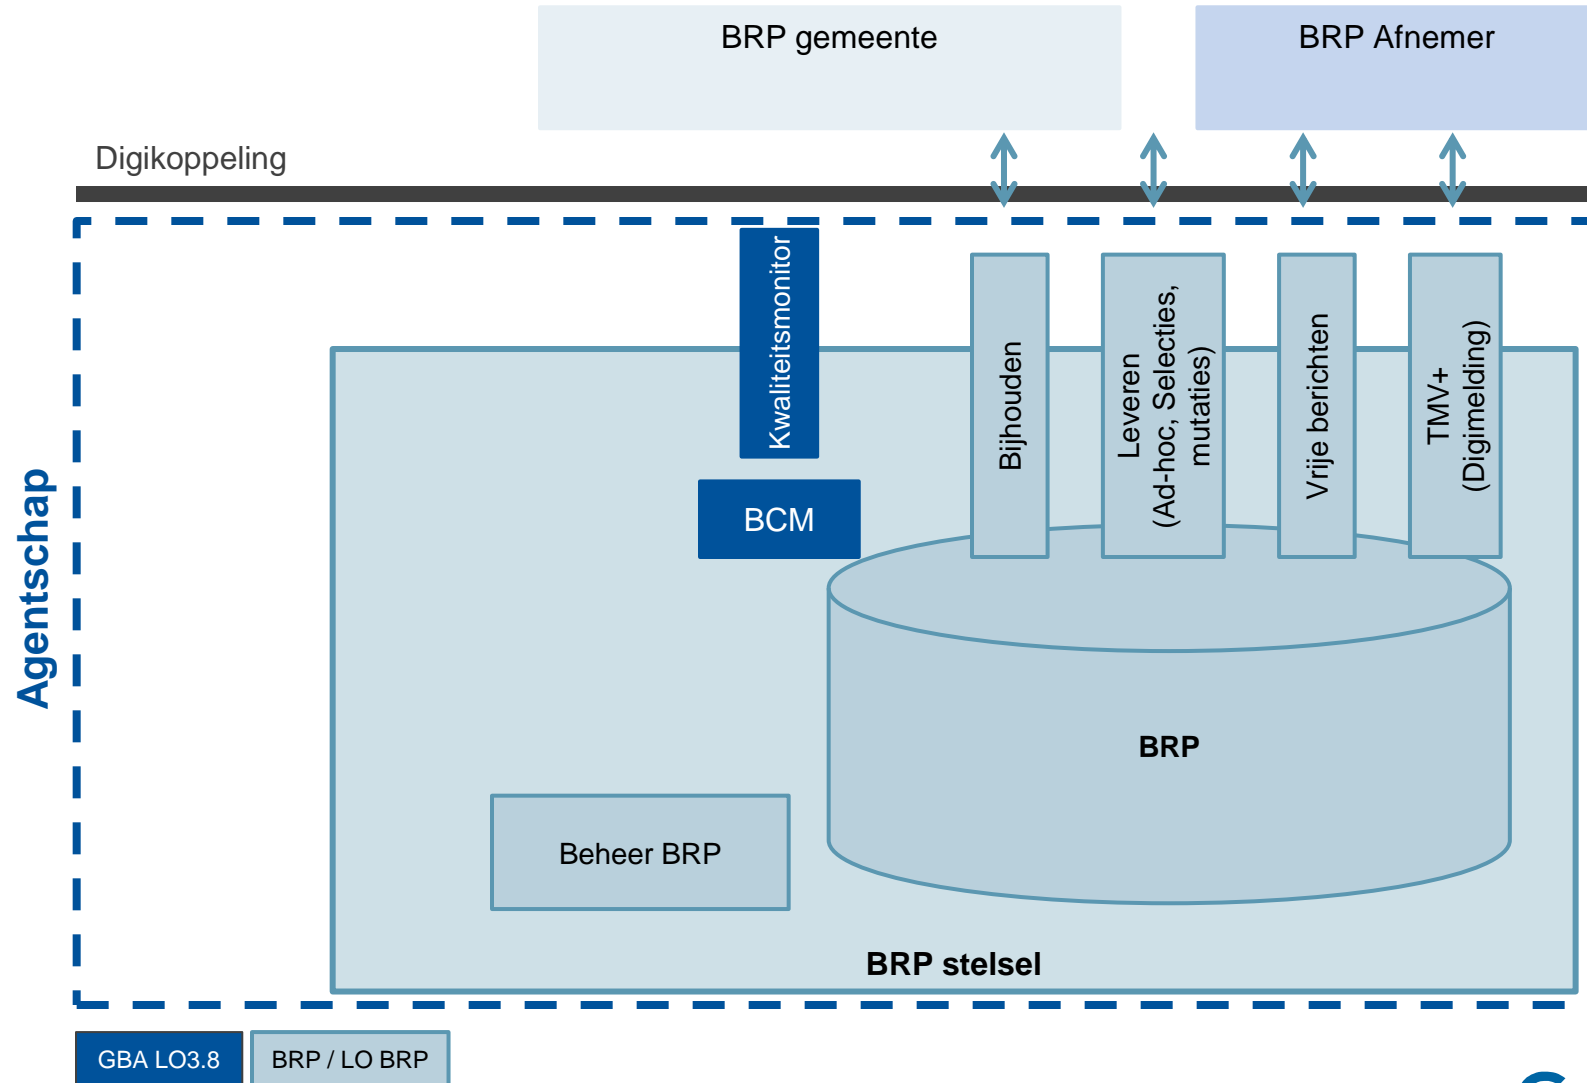 BRP gemeente
BRP Afnemer
Digikoppeling
Agentschap
Kwaliteitsmonitor
BCM
Bijhouden
Leveren
(Ad-hoc, Selecties,
mutaties)
Vrije berichten
TMV+
(Digimelding)
BRP
Beheer BRP
BRP stelsel
GBA LO3.8
BRP / LO BRP